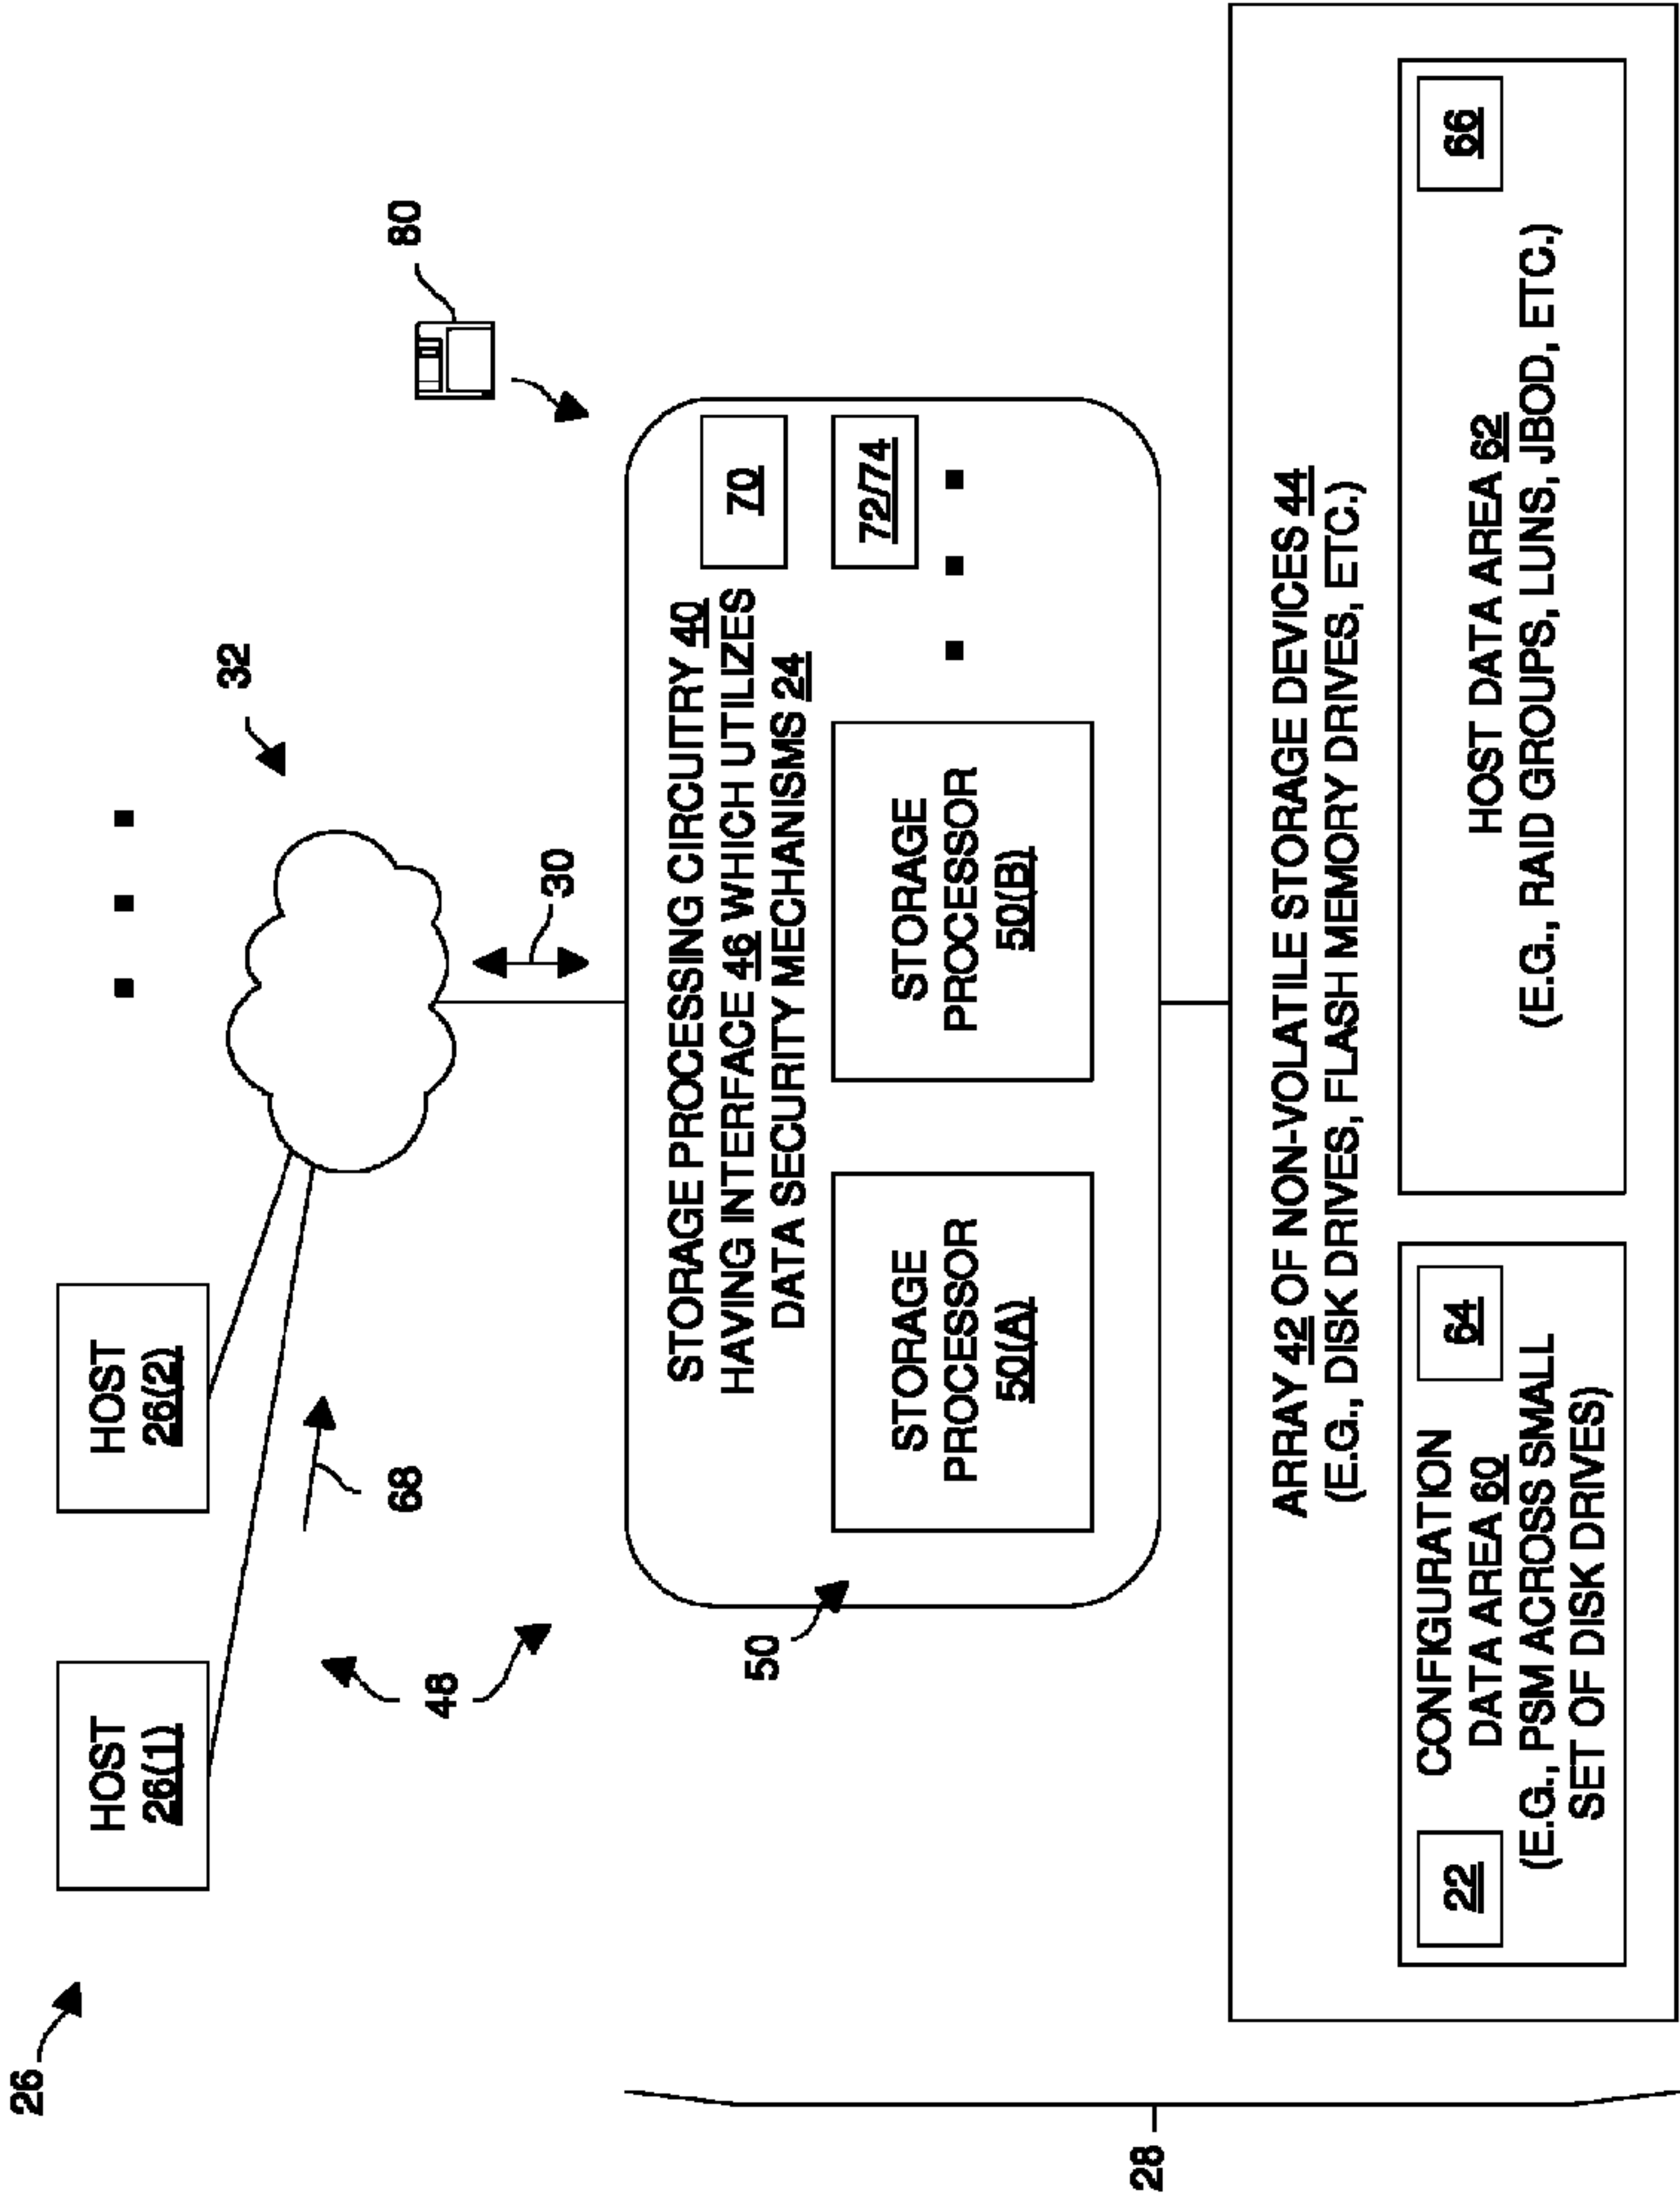 26
HOST
26(1)
HOST
26(2)
32
68
48
30
80
28
50
STORAGE PROCESSING CIRCUITRY 40
HAVING INTERFACE 46 WHICH UTILIZES
DATA SECURITY MECHANISMS 24
70
72/74
STORAGE
PROCESSOR
50(A)
STORAGE
PROCESSOR
50(B)
ARRAY 42 OF NON-VOLATILE STORAGE DEVICES 44
(E.G., DISK DRIVES, FLASH MEMORY DRIVES, ETC.)
22
CONFIGURATION
DATA AREA 60
(E.G., PSM ACROSS SMALL
SET OF DISK DRIVES)
64
HOST DATA AREA 62
(E.G., RAID GROUPS, LUNS, JBOD, ETC.)
66